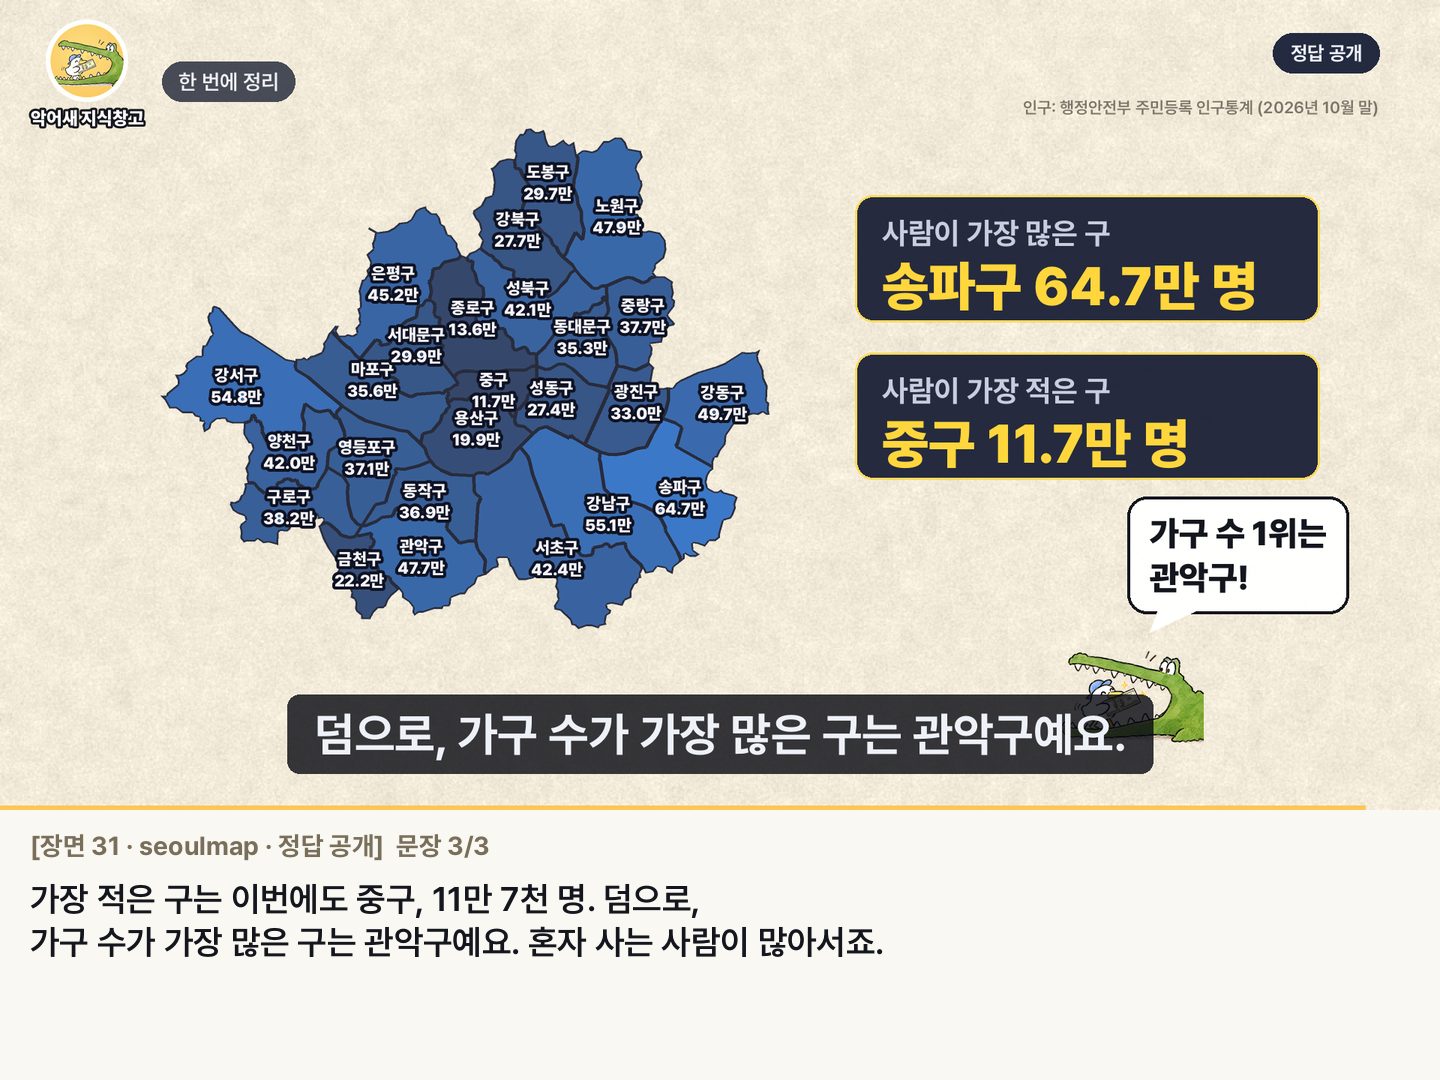 악어새 지식창고
한 번에 정리
정답 공개
인구: 행정안전부 주민등록 인구통계 (2026년 10월 말)
도봉구
29.7만
노원구
47.9만
강북구
27.7만
은평구
45.2만
성북구
42.1만
종로구
13.6만
중랑구
37.7만
동대문구
35.3만
서대문구
29.9만
마포구
35.6만
강서구
54.8만
중구
11.7만
성동구
27.4만
광진구
33.0만
강동구
49.7만
용산구
19.9만
양천구
42.0만
영등포구
37.1만
구로구
38.2만
동작구
36.9만
강남구
55.1만
송파구
64.7만
금천구
22.2만
관악구
47.7만
서초구
42.4만
사람이 가장 많은 구
송파구 64.7만 명
사람이 가장 적은 구
중구 11.7만 명
가구 수 1위는
관악구!
덤으로, 가구 수가 가장 많은 구는 관악구예요.
[장면 31 · seoulmap · 정답 공개] 문장 3/3
가장 적은 구는 이번에도 중구, 11만 7천 명. 덤으로,
가구 수가 가장 많은 구는 관악구예요. 혼자 사는 사람이 많아서죠.